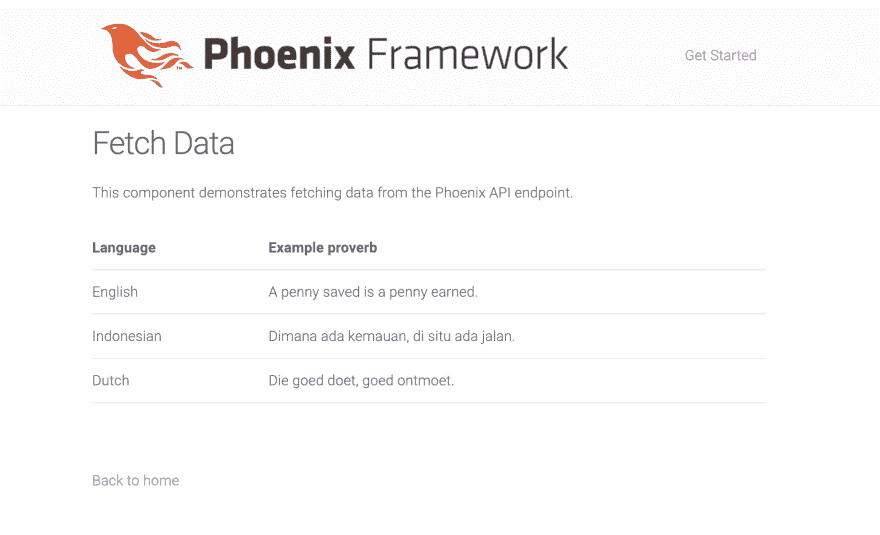 Phoenix Framework
Get Started
Fetch Data
This component demonstrates fetching data from the Phoenix API endpoint.
Language Example proverb
English A penny saved is a penny earned.
Indonesian Dimana ada kemauan, di situ ada jalan.
Dutch Die goed doet, goed ontmoet.
Back to home